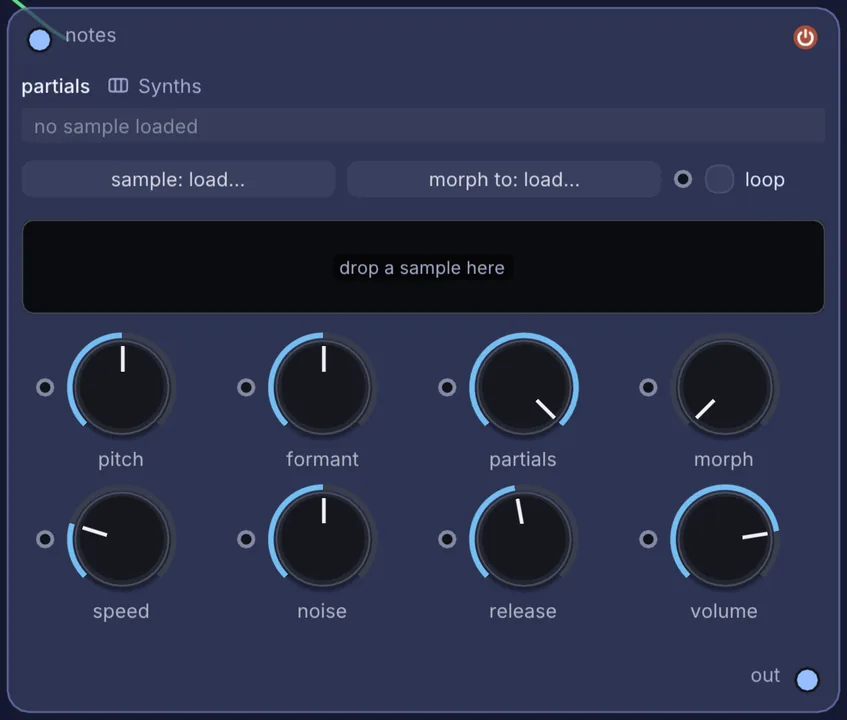 notes
partials Synths
no sample loaded
sample: load... morph to: load... loop
drop a sample here
pitch formant partials morph
speed noise release volume
out